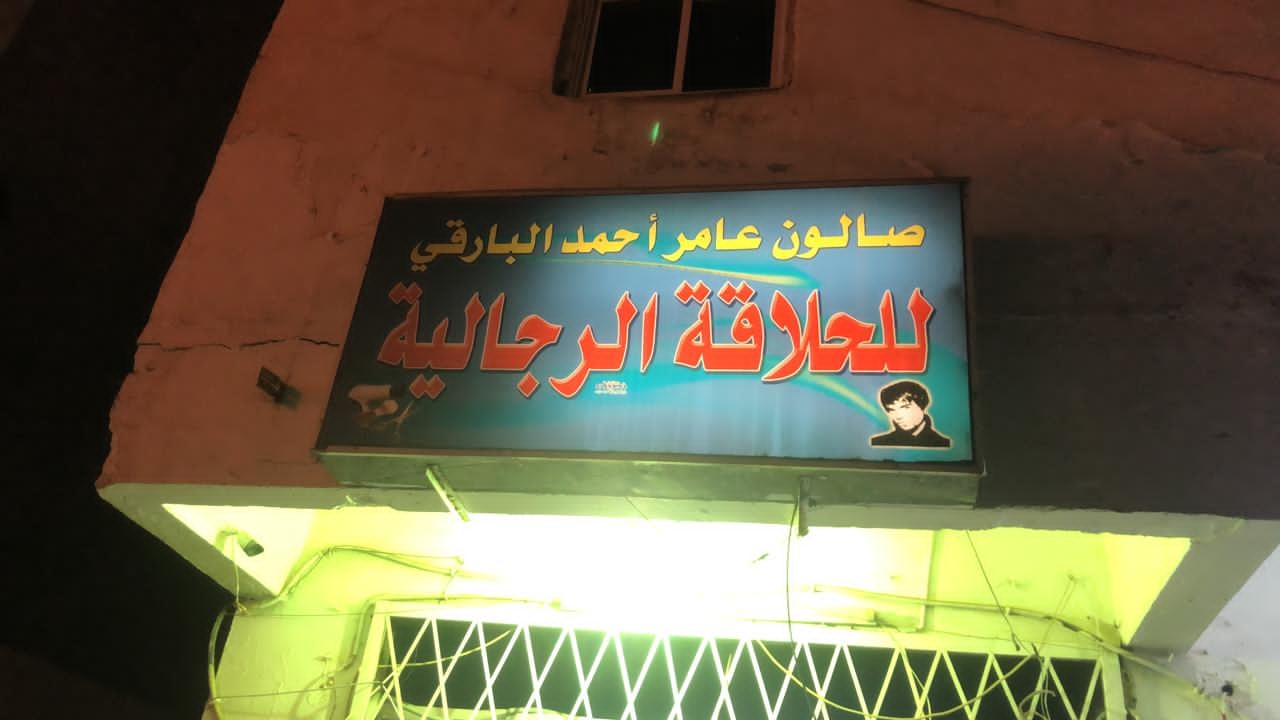 صالون عامر أحمد البارقي
للحلاقة الرجالية